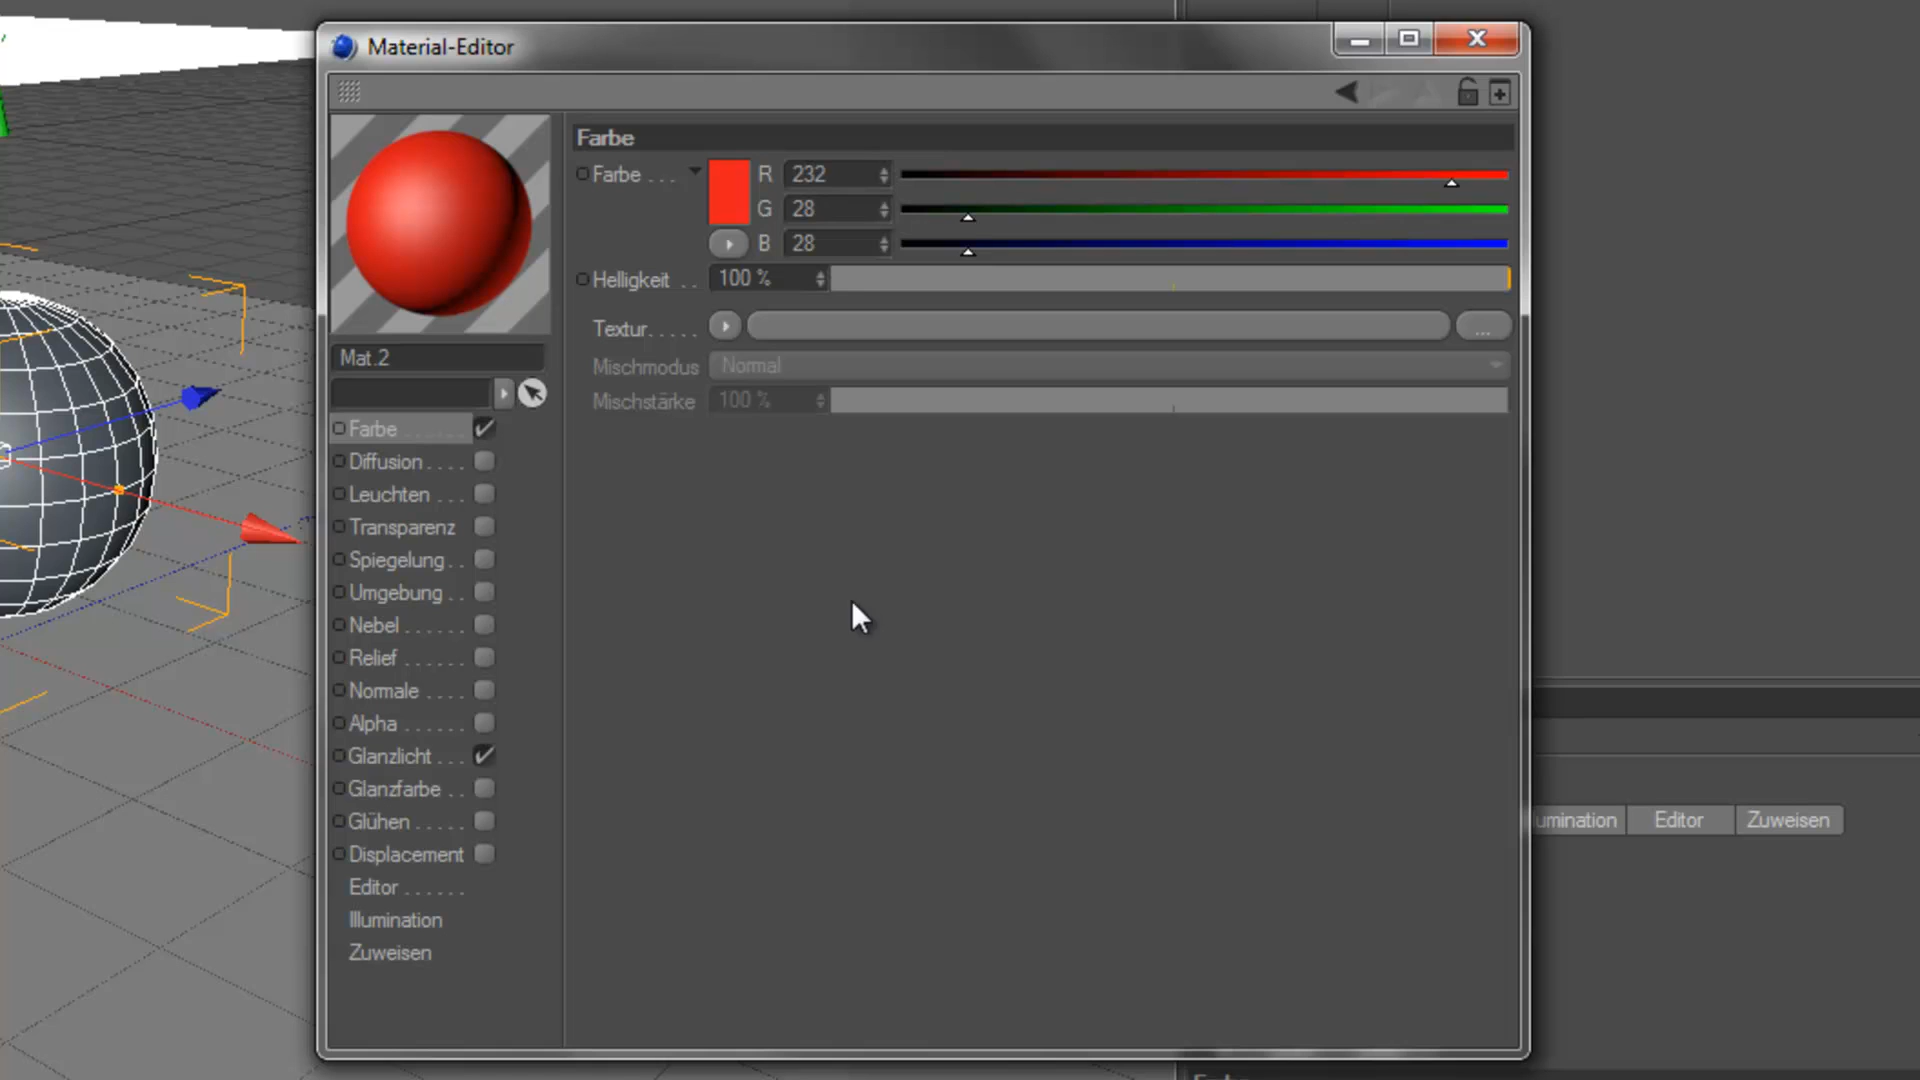 Material-Editor
Farbe
Farbe . . . R 232
G 28
B 28
Helligkeit . . 100 %
Textur. . . . . ...
Mischmodus Normal
Mischstärke 100 %
Mat.2
Farbe . . . . . .
Diffusion . . . .
Leuchten . . .
Transparenz
Spiegelung. .
Umgebung . .
Nebel . . . . . .
Relief . . . . . .
Normale . . . .
Alpha . . . . . .
Glanzlicht . . .
Glanzfarbe . .
Glühen . . . . .
Displacement
Editor . . . . . .
Illumination
Zuweisen
umination Editor Zuweisen